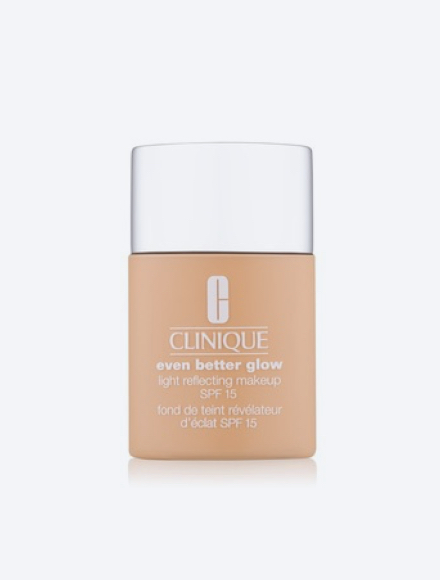 CLINIQUE
even better glow
light reflecting makeup
SPF 15
fond de teint révélateur
d'éclat SPF 15